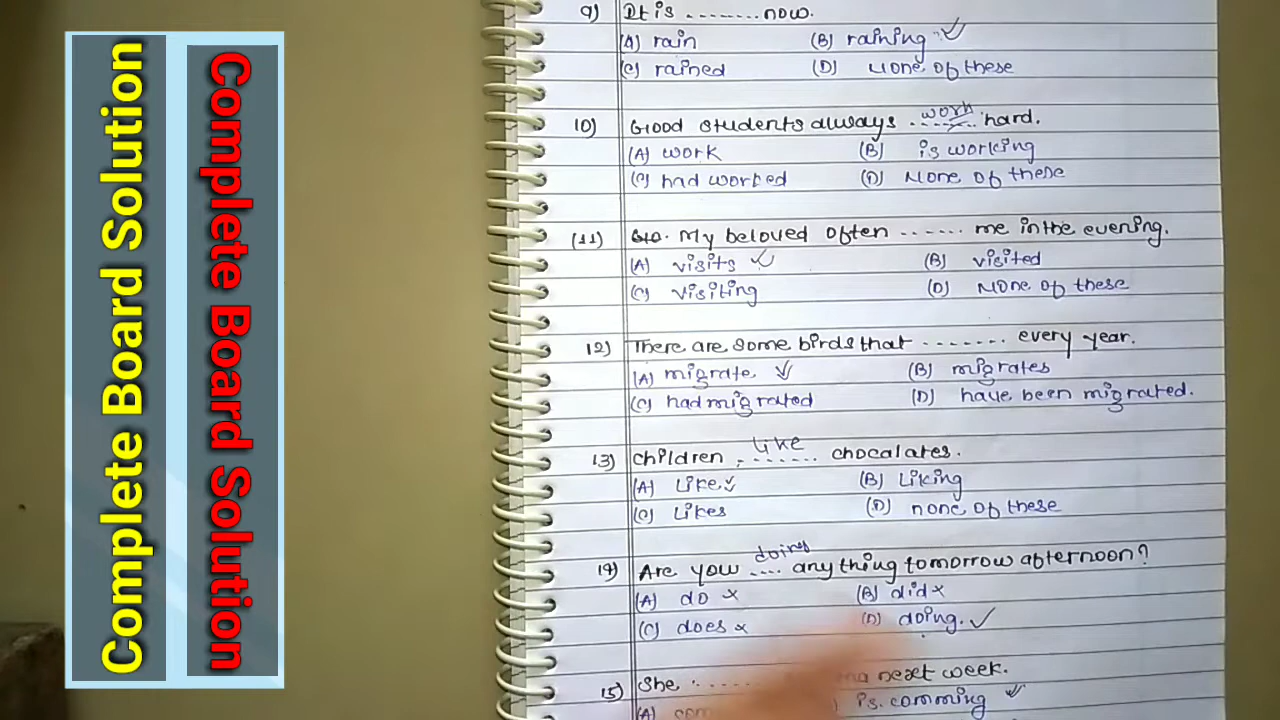 Complete Board Solution
Complete Board Solution
9) It is ........ now.
(A) rain (B) raining
(C) rained (D) None of these
10) Good students always work hard.
(A) work (B) is working
(C) had worked (D) None of these
(11) My beloved often ...... me in the evening.
(A) visits (B) visited
(C) visiting (D) None of these
12) There are some birds that ....... every year.
(A) migrate (B) migrates
(C) had migrated (D) have been migrated.
13) Children like chocalates.
(A) Like (B) Liking
(C) Likes (D) none of these
14) Are you doing anything tomorrow afternoon?
(A) do × (B) did ×
(C) does × (D) doing.
15) She next week.
(A) is comming